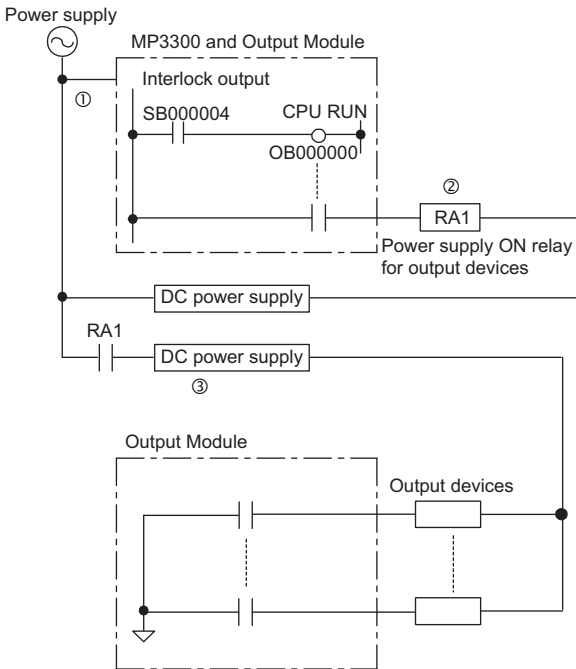 Power supply
MP3300 and Output Module
Interlock output
①
SB000004
CPU RUN
OB000000
②
RA1
Power supply ON relay
for output devices
DC power supply
RA1
DC power supply
③
Output Module
Output devices